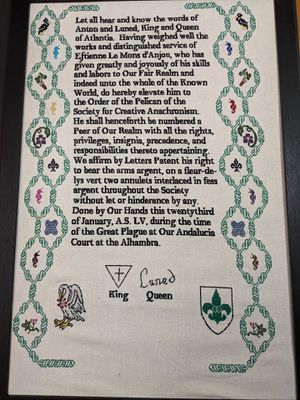 Let all hear and know the words of
Anton and Luned, King and Queen
of Atlantia. Having weighed well the
works and distinguished service of
Eftienne Le Mons d'Anjou, who has
given greatly and joyously of his skills
and labors to Our Fair Realm and
indeed unto the whole of the Known
World, do hereby elevate him to
the Order of the Pelican of the
Society for Creative Anachronism.
He shall henceforth be numbered a
Peer of Our Realm with all the rights,
privileges, insignia, precedence, and
responsibilities thereto appertaining.
We affirm by Letters Patent his right
to bear the arms argent, on a fleur-de-
lys vert two annulets interlaced in fess
argent throughout the Society
without let or hinderance by any.
Done by Our Hands this twentythird
of January, A.S. LV, during the time
of the Great Plague at Our Andalucia
Court at the Alhambra.
Luned
King Queen